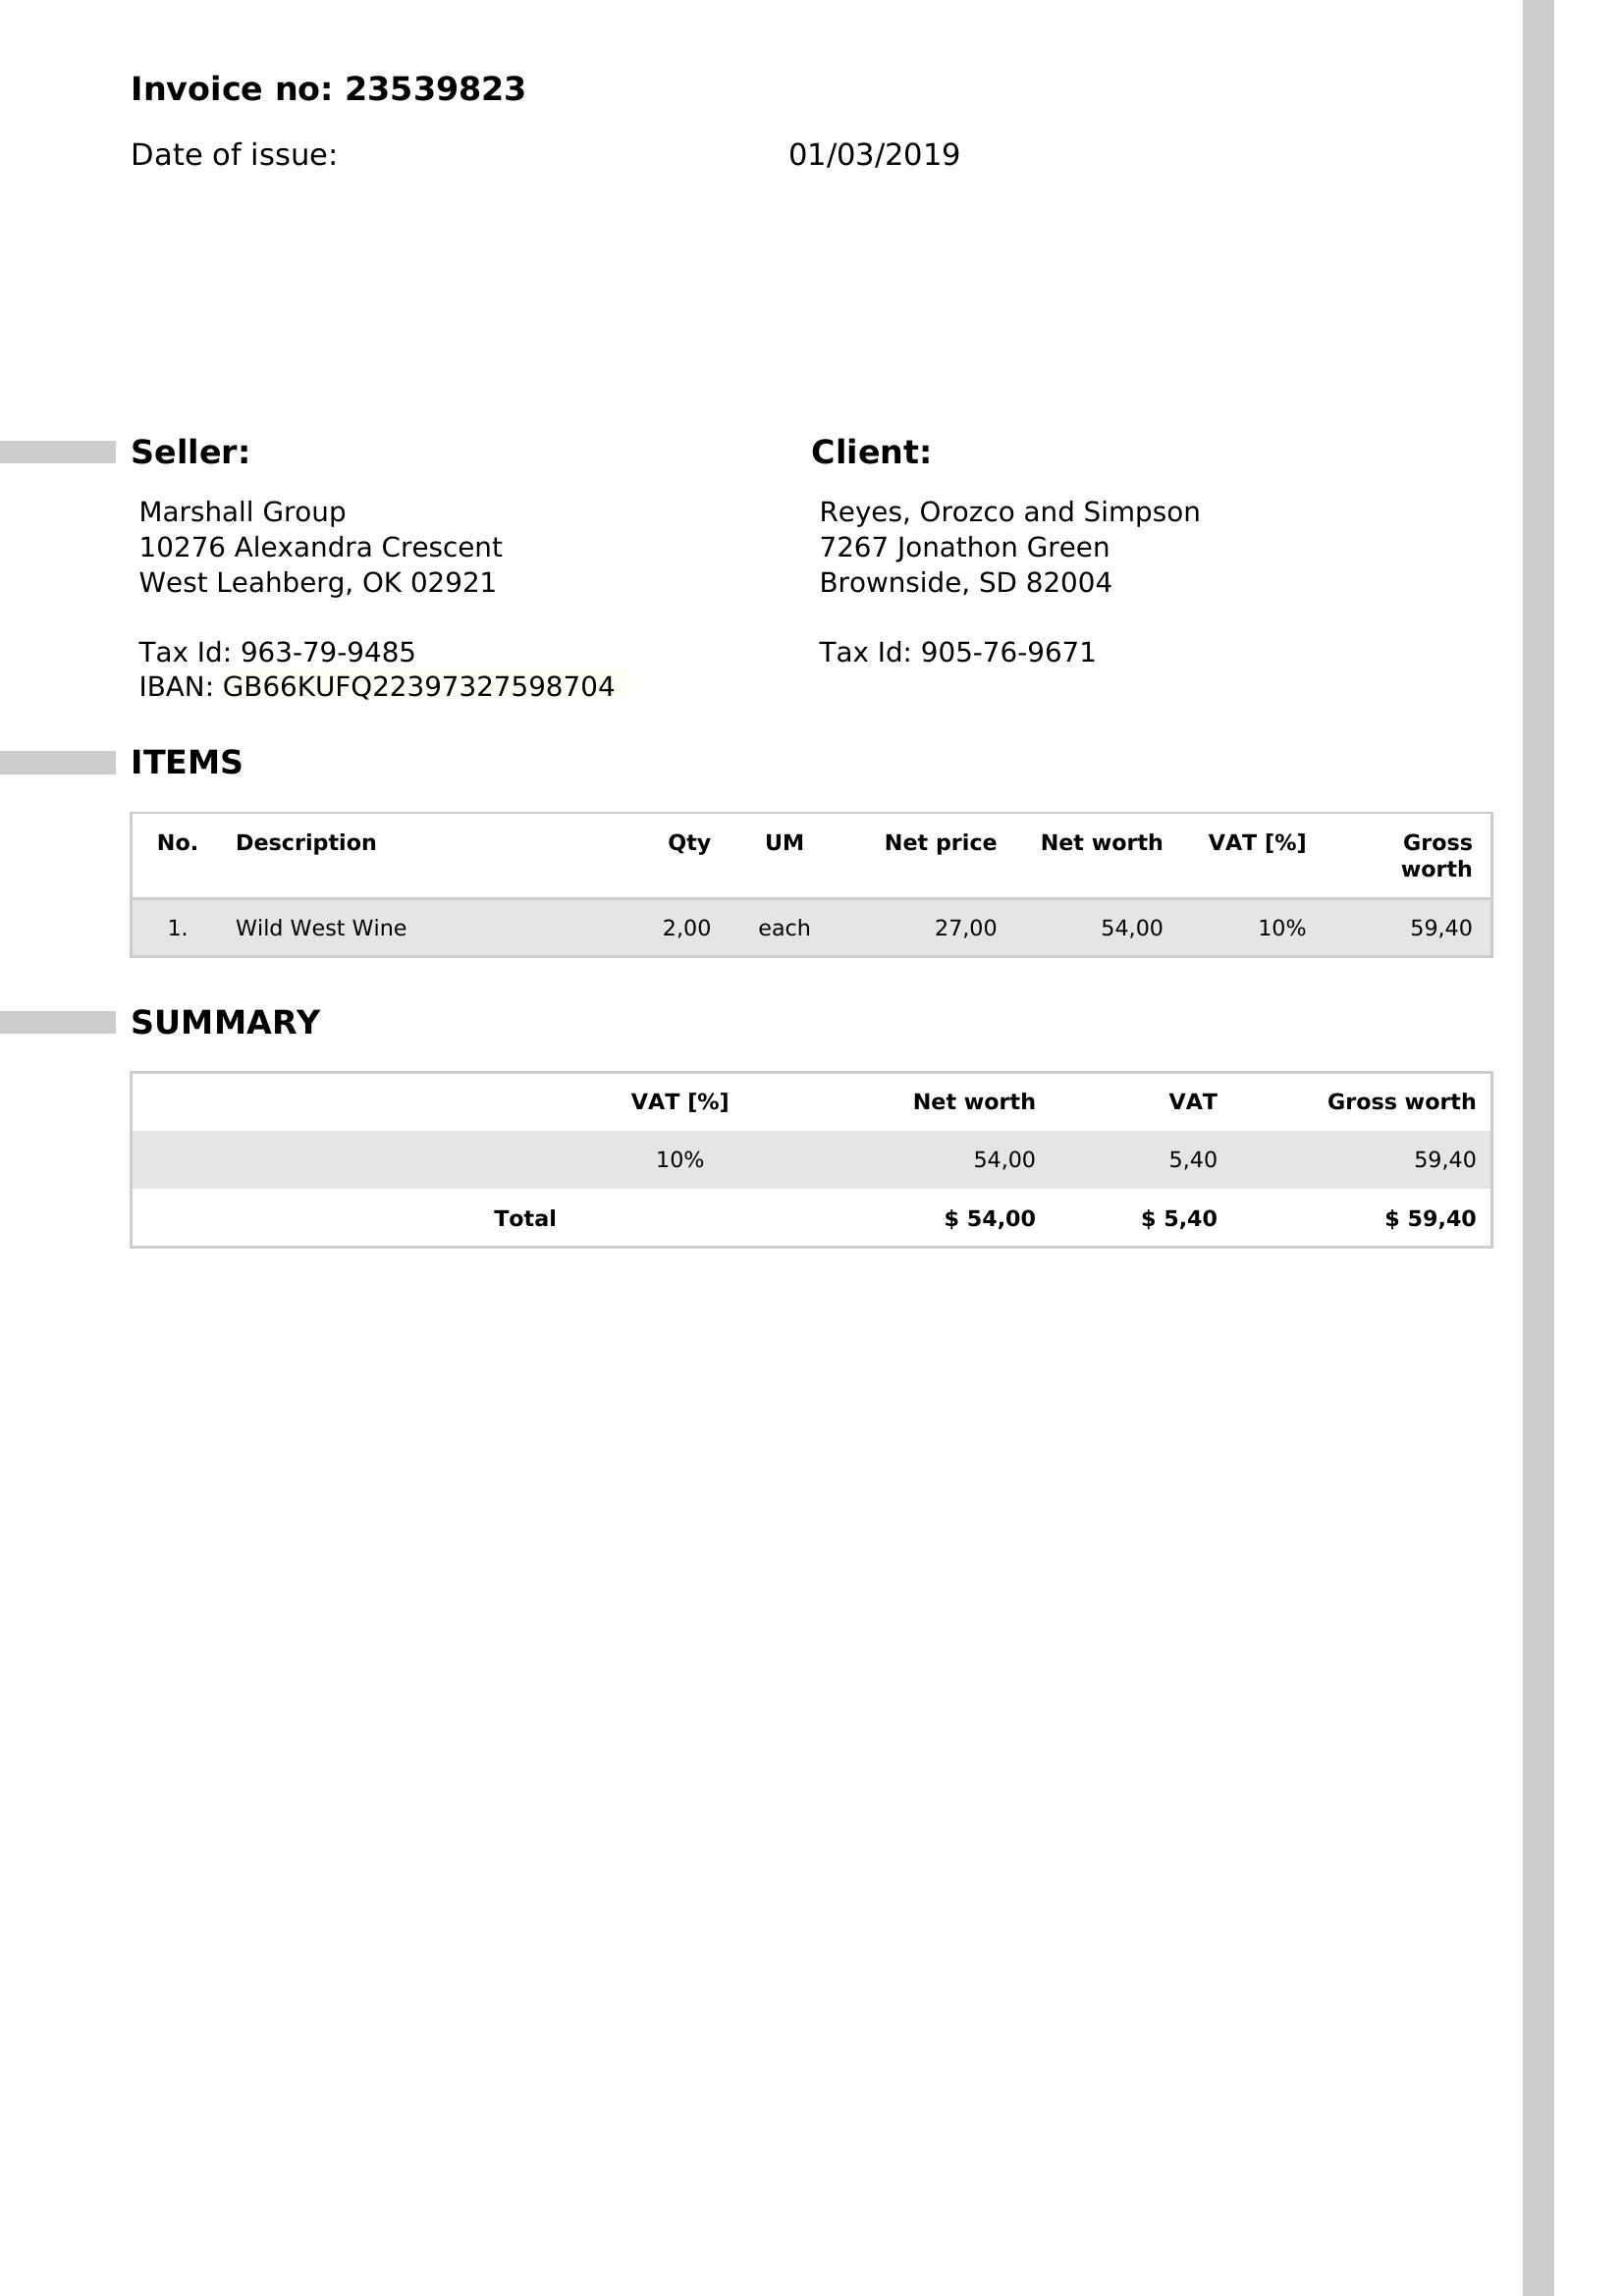 Invoice no: 23539823
Date of issue: 01/03/2019
Seller:
Marshall Group
10276 Alexandra Crescent
West Leahberg, OK 02921
Tax Id: 963-79-9485
IBAN: GB66KUFQ22397327598704
Client:
Reyes, Orozco and Simpson
7267 Jonathon Green
Brownside, SD 82004
Tax Id: 905-76-9671
ITEMS
No. Description Qty UM Net price Net worth VAT [%] Gross
worth
1. Wild West Wine 2,00 each 27,00 54,00 10% 59,40
SUMMARY
VAT [%] Net worth VAT Gross worth
10% 54,00 5,40 59,40
Total $ 54,00 $ 5,40 $ 59,40